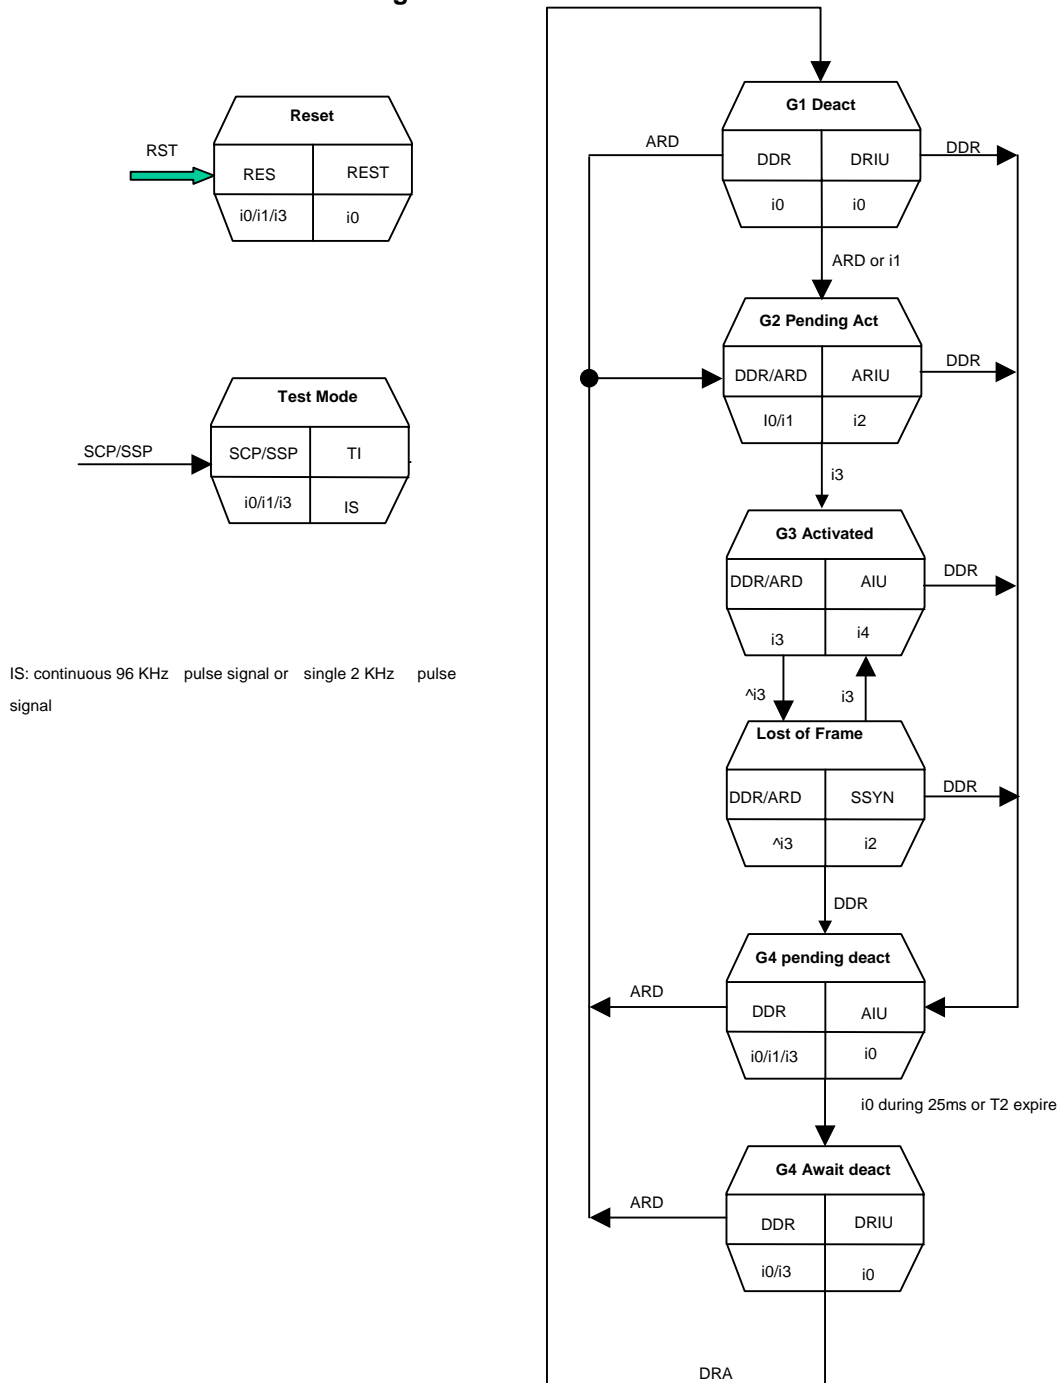 g
Reset
RST
RES
REST
i0/i1/i3
i0
Test Mode
SCP/SSP
SCP/SSP
TI
i0/i1/i3
IS
IS: continuous 96 KHz pulse signal or single 2 KHz pulse
signal
G1 Deact
ARD
DDR
DRIU
DDR
i0
i0
ARD or i1
G2 Pending Act
DDR/ARD
ARIU
DDR
I0/i1
i2
i3
G3 Activated
DDR/ARD
AIU
DDR
i3
i4
^i3
i3
Lost of Frame
DDR/ARD
SSYN
DDR
^i3
i2
DDR
G4 pending deact
ARD
DDR
AIU
i0/i1/i3
i0
i0 during 25ms or T2 expire
G4 Await deact
ARD
DDR
DRIU
i0/i3
i0
DRA